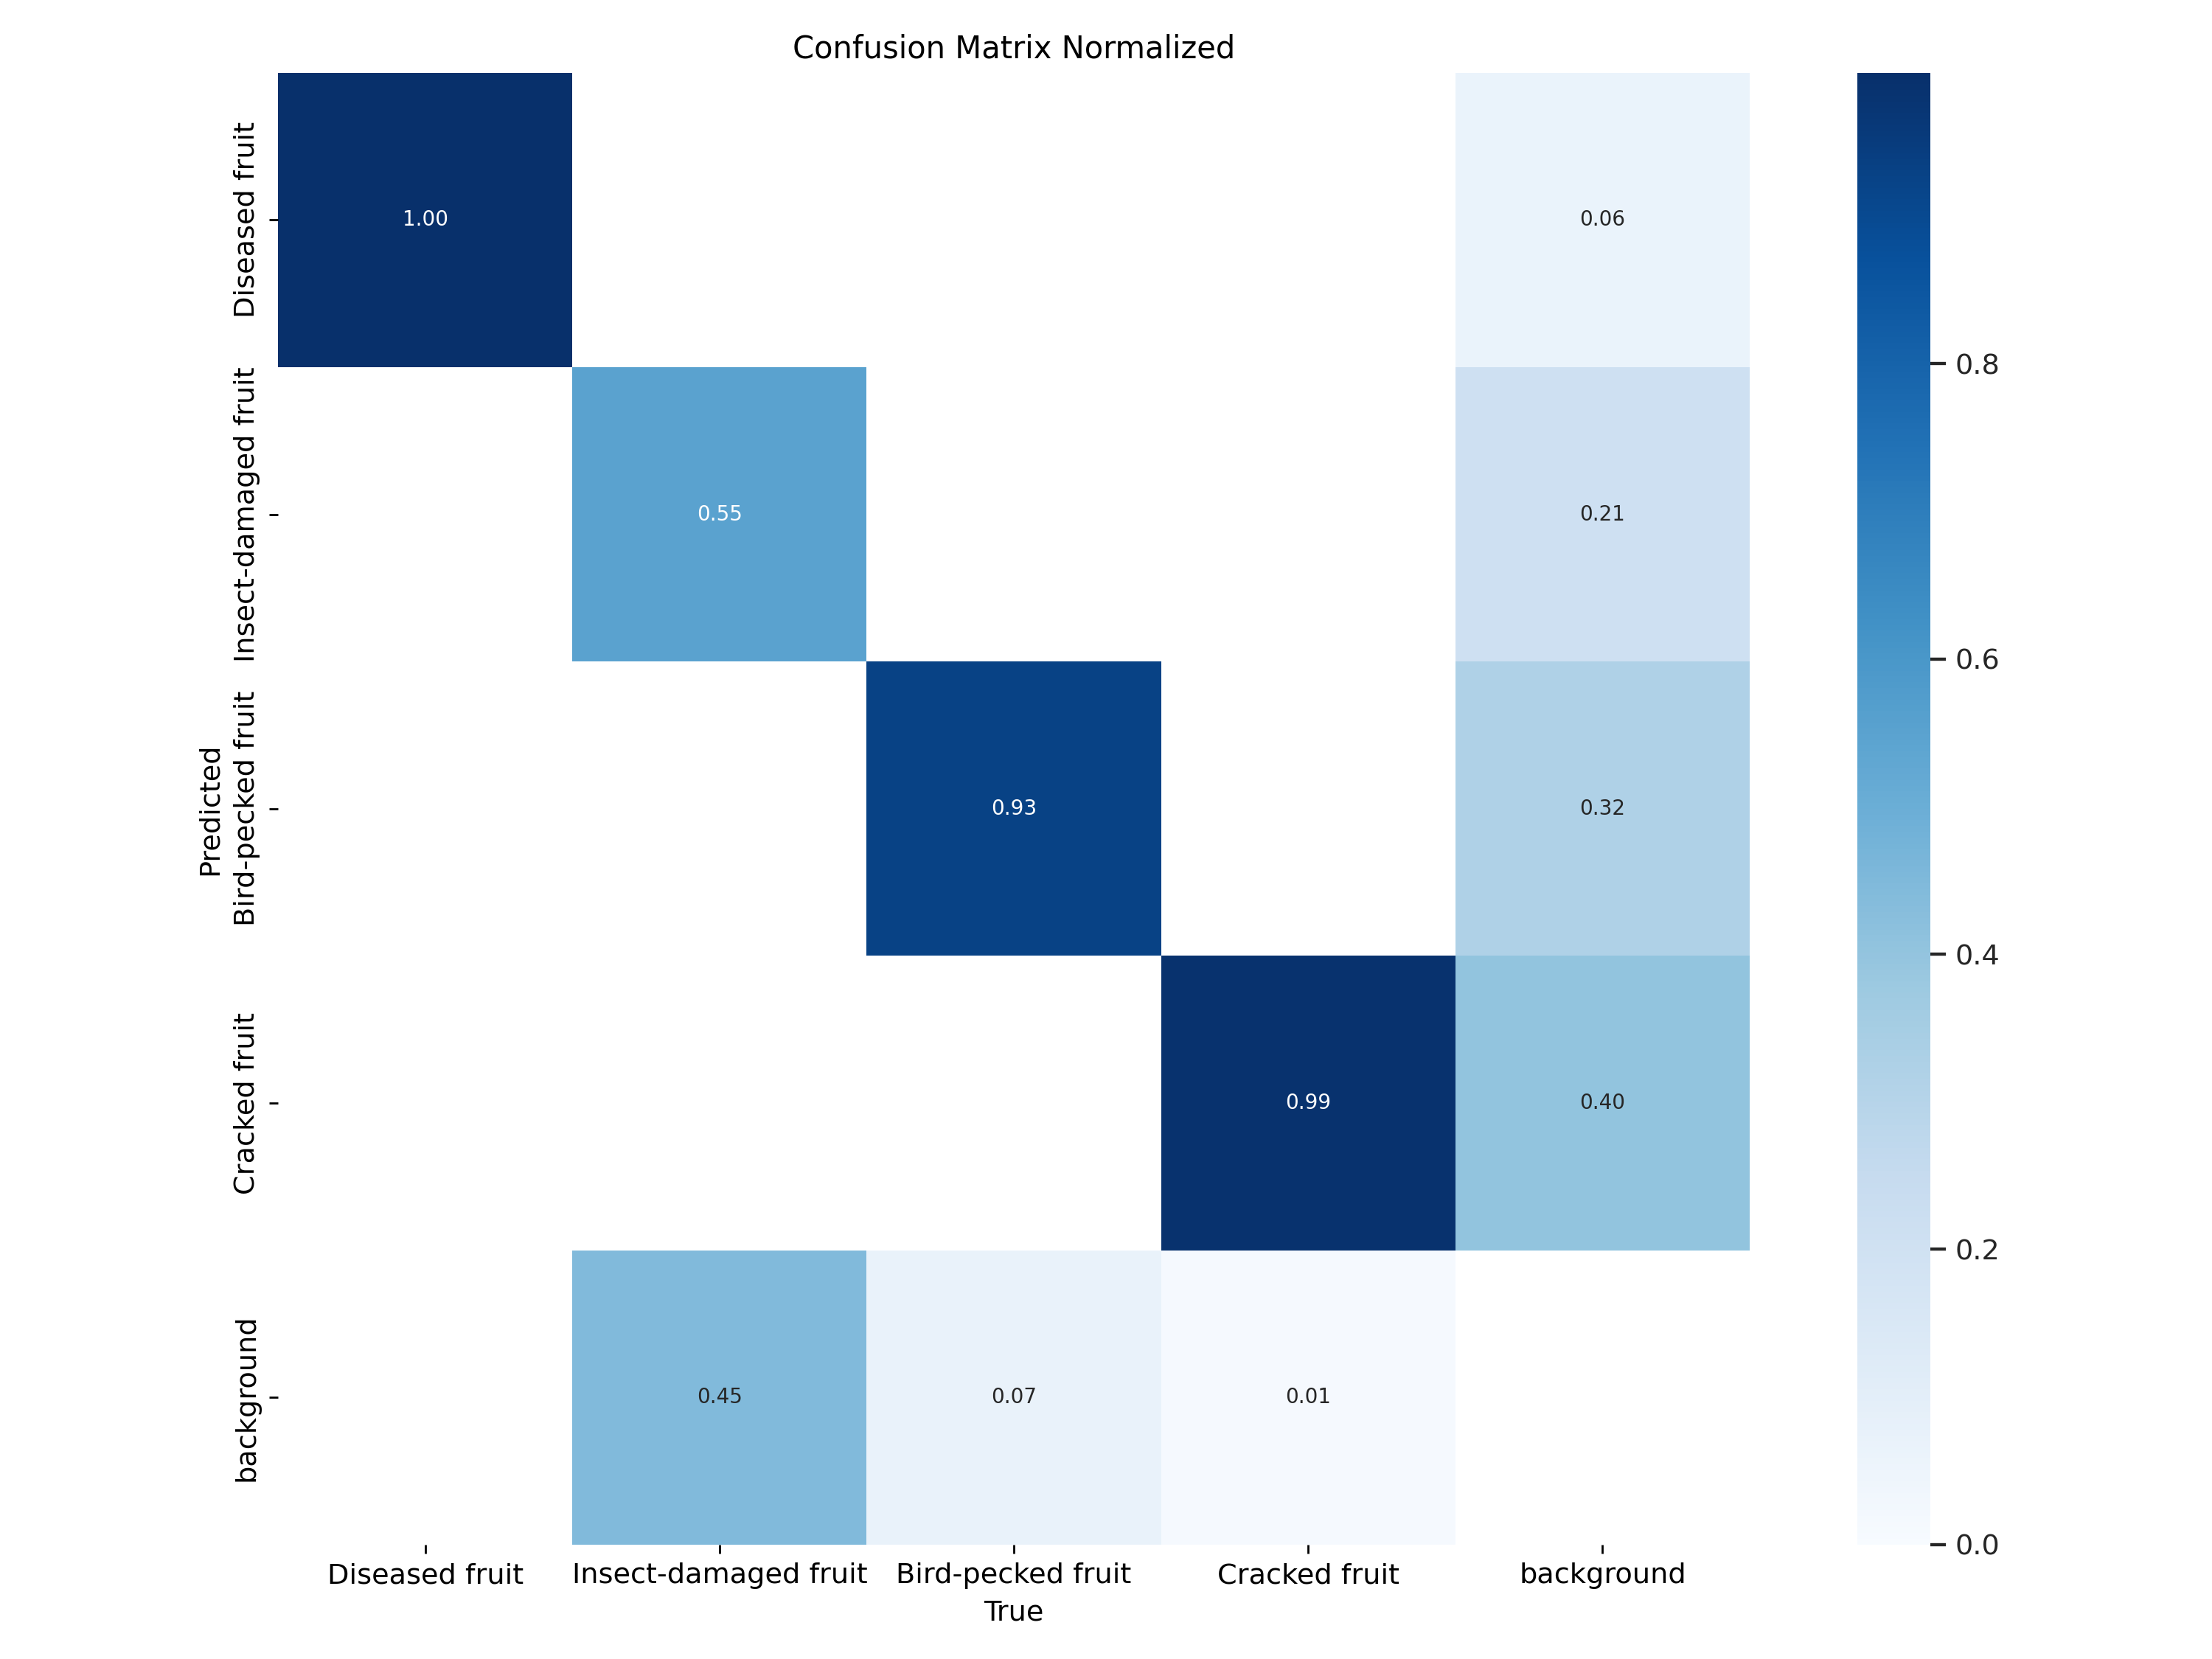 Confusion Matrix Normalized
Predicted
Diseased fruit
1.00
0.06
Insect-damaged fruit
0.55
0.21
Bird-pecked fruit
0.93
0.32
Cracked fruit
0.99
0.40
background
0.45
0.07
0.01
Diseased fruit
Insect-damaged fruit
Bird-pecked fruit
Cracked fruit
background
True
0.8
0.6
0.4
0.2
0.0